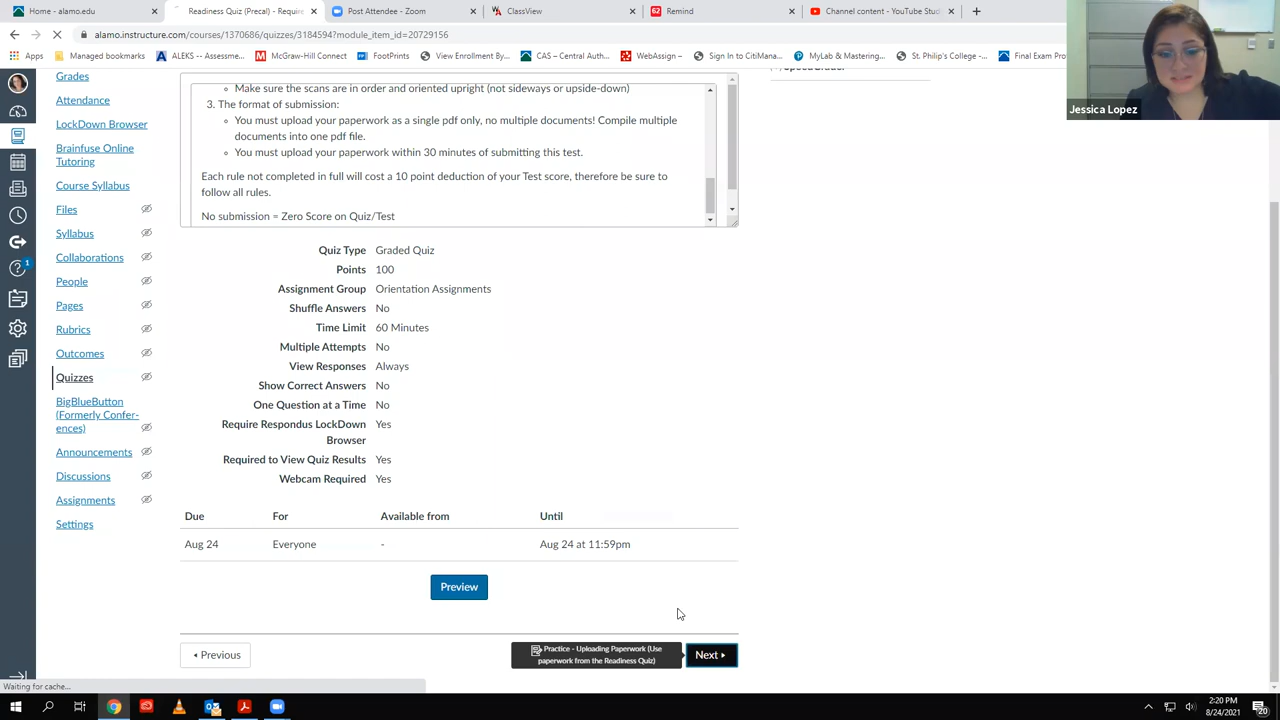 Home - alamo.edu
Readiness Quiz (Precal) - Require
Post Attendee - Zoom
ClassView
62
Remind
Channel content - YouTube Stud
alamo.instructure.com/courses/1370686/quizzes/3184594?module_item_id=20729156
Apps
Managed bookmarks
ALEKS -- Assessme...
McGraw-Hill Connect
FootPrints
View Enrollment By...
CAS – Central Auth...
WebAssign –
Sign In to CitiMana...
MyLab & Mastering...
St. Philip's College -...
Final Exam Pro
Jessica Lopez
Grades
Attendance
LockDown Browser
Brainfuse Online
Tutoring
Course Syllabus
Files
Syllabus
Collaborations
People
Pages
Rubrics
Outcomes
Quizzes
BigBlueButton
(Formerly Confer-
ences)
Announcements
Discussions
Assignments
Settings
1
Make sure the scans are in order and oriented upright (not sideways or upside-down)
3. The format of submission:
You must upload your paperwork as a single pdf only, no multiple documents! Compile multiple
documents into one pdf file.
You must upload your paperwork within 30 minutes of submitting this test.
Each rule not completed in full will cost a 10 point deduction of your Test score, therefore be sure to
follow all rules.
No submission = Zero Score on Quiz/Test
Quiz Type Graded Quiz
Points 100
Assignment Group Orientation Assignments
Shuffle Answers No
Time Limit 60 Minutes
Multiple Attempts No
View Responses Always
Show Correct Answers No
One Question at a Time No
Require Respondus LockDown Yes
Browser
Required to View Quiz Results Yes
Webcam Required Yes
Due For Available from Until
Aug 24 Everyone - Aug 24 at 11:59pm
Preview
Previous
Practice - Uploading Paperwork (Use
paperwork from the Readiness Quiz)
Next
Waiting for cache...
2:20 PM
8/24/2021
20